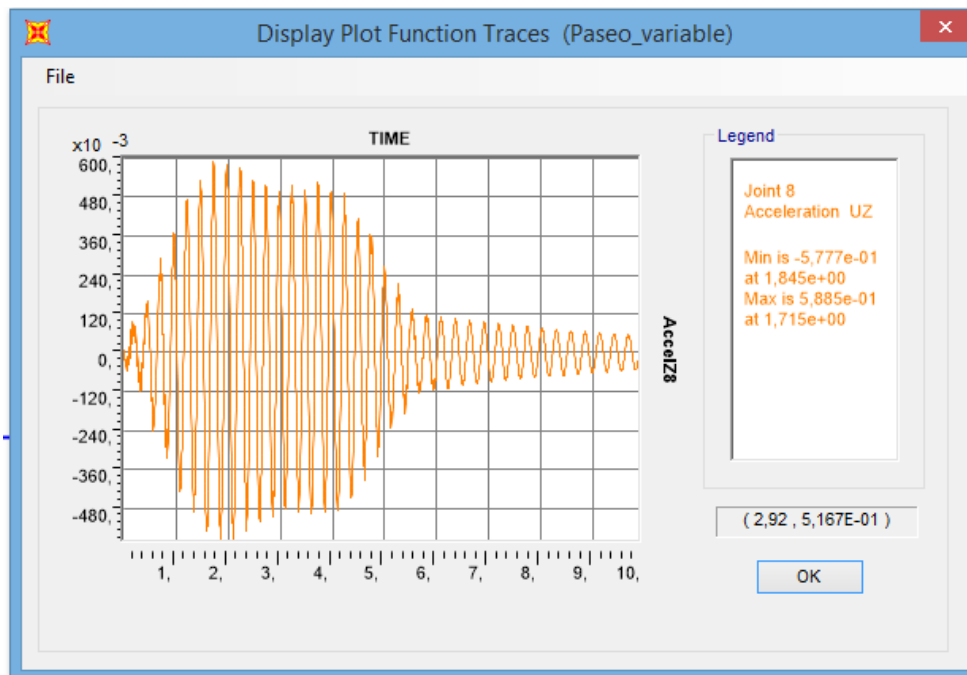 Display Plot Function Traces (Paseo_variable)
File
x10 -3
TIME
Legend
600,
480,
360,
240,
120,
0,
-120,
-240,
-360,
-480,
Joint 8
Acceleration UZ
Min is -5,777e-01
at 1,845e+00
Max is 5,885e-01
at 1,715e+00
AccelZ8
1, 2, 3, 4, 5, 6, 7, 8, 9, 10,
( 2,92 , 5,167E-01 )
OK